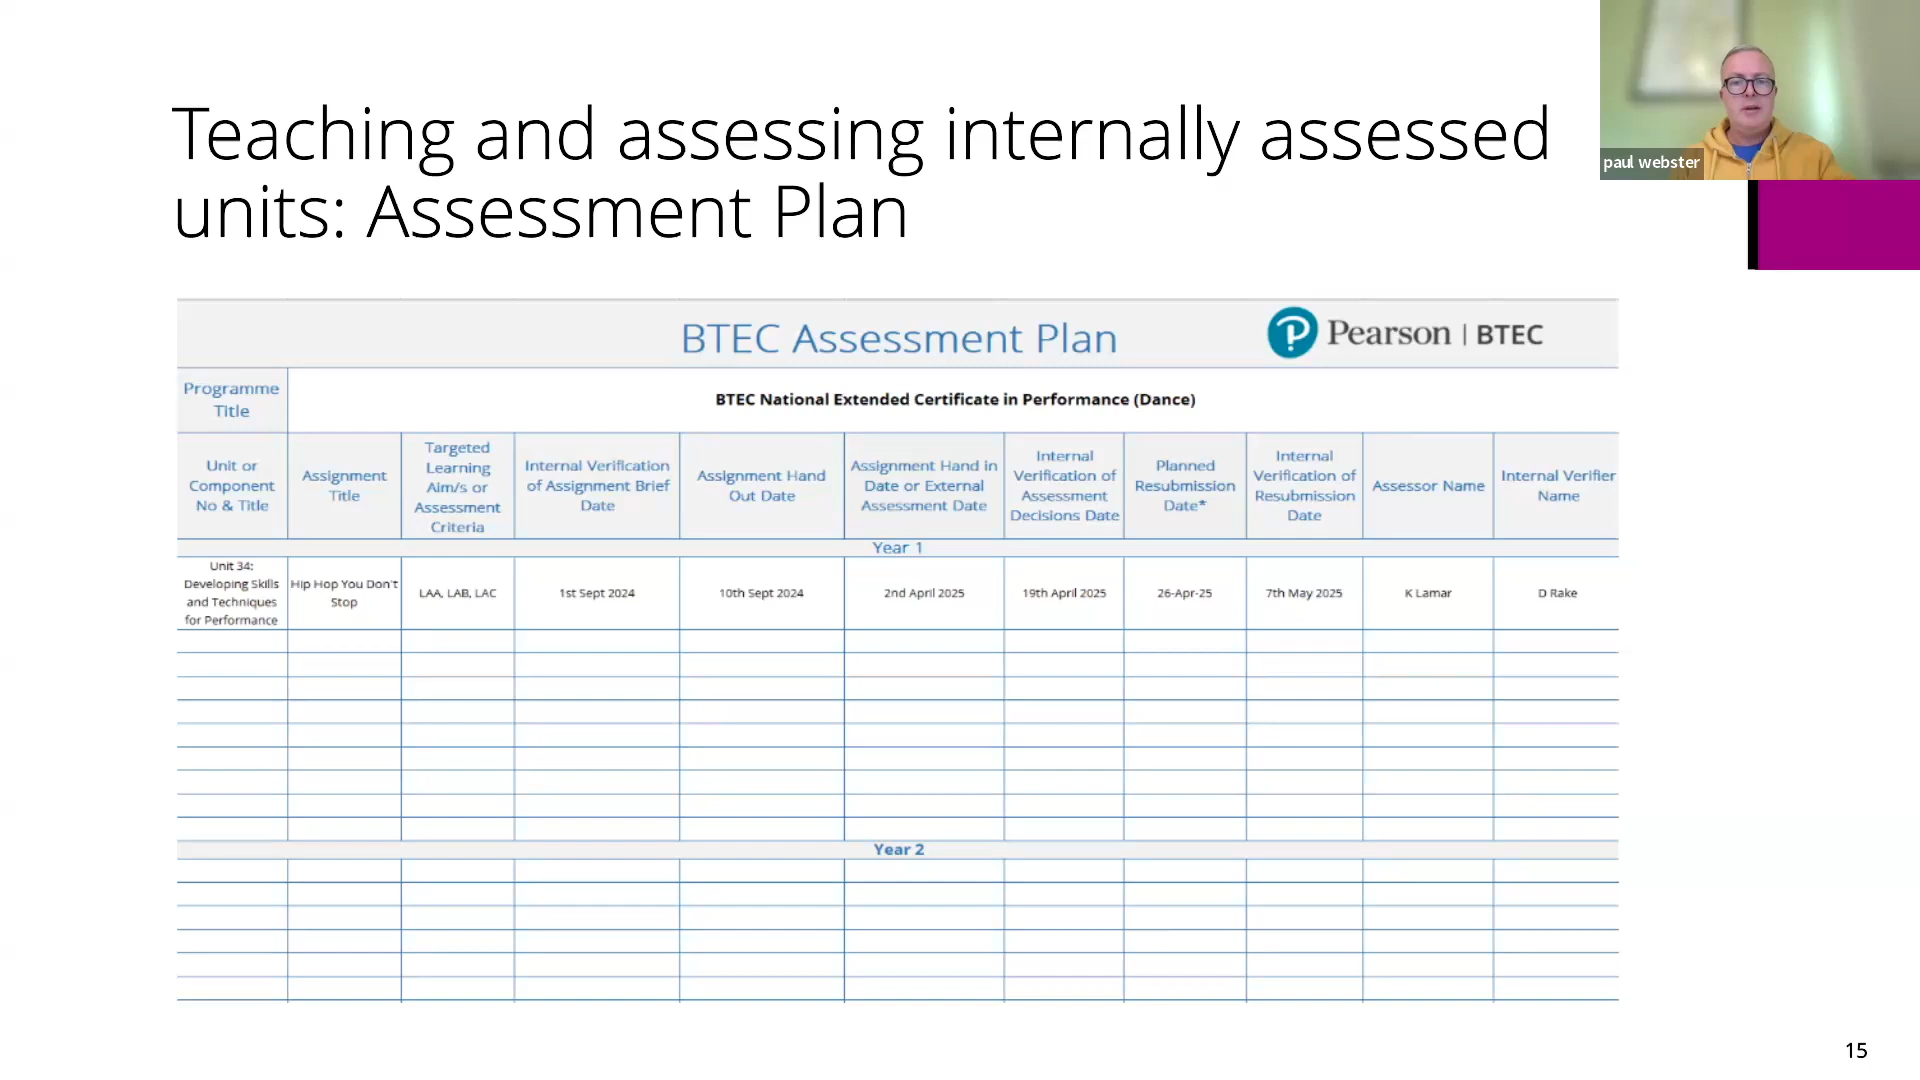 Teaching and assessing internally assessed
units: Assessment Plan
paul webster
BTEC Assessment Plan
Pearson | BTEC
Programme
Title
BTEC National Extended Certificate in Performance (Dance)
Unit or
Component
No & Title
Assignment
Title
Targeted
Learning
Aim/s or
Assessment
Criteria
Internal Verification
of Assignment Brief
Date
Assignment Hand
Out Date
Assignment Hand in
Date or External
Assessment Date
Internal
Verification of
Assessment
Decisions Date
Planned
Resubmission
Date*
Internal
Verification of
Resubmission
Date
Assessor Name
Internal Verifier
Name
Year 1
Unit 34:
Developing Skills
and Techniques
for Performance
Hip Hop You Don't
Stop
LAA, LAB, LAC
1st Sept 2024
10th Sept 2024
2nd April 2025
19th April 2025
26-Apr-25
7th May 2025
K Lamar
D Rake
Year 2
15